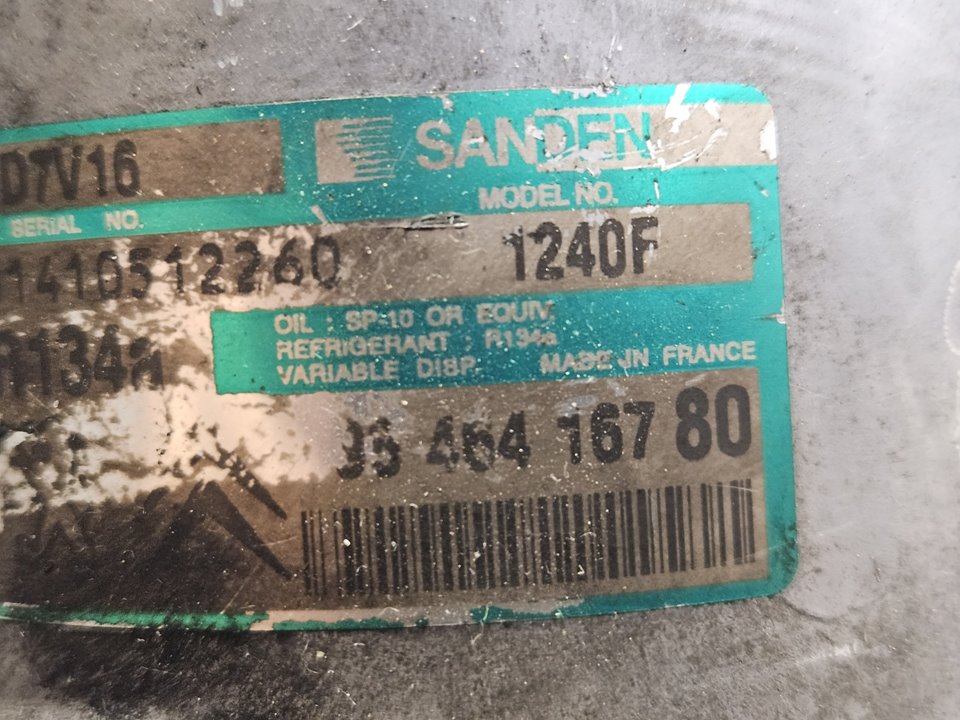 SANDEN
D7V16
MODEL NO.
SERIAL NO.
1410512260
1240F
OIL : SP-10 OR EQUIV.
REFRIGERANT : R134a
R134a
VARIABLE DISP. MADE IN FRANCE
96 464 167 80